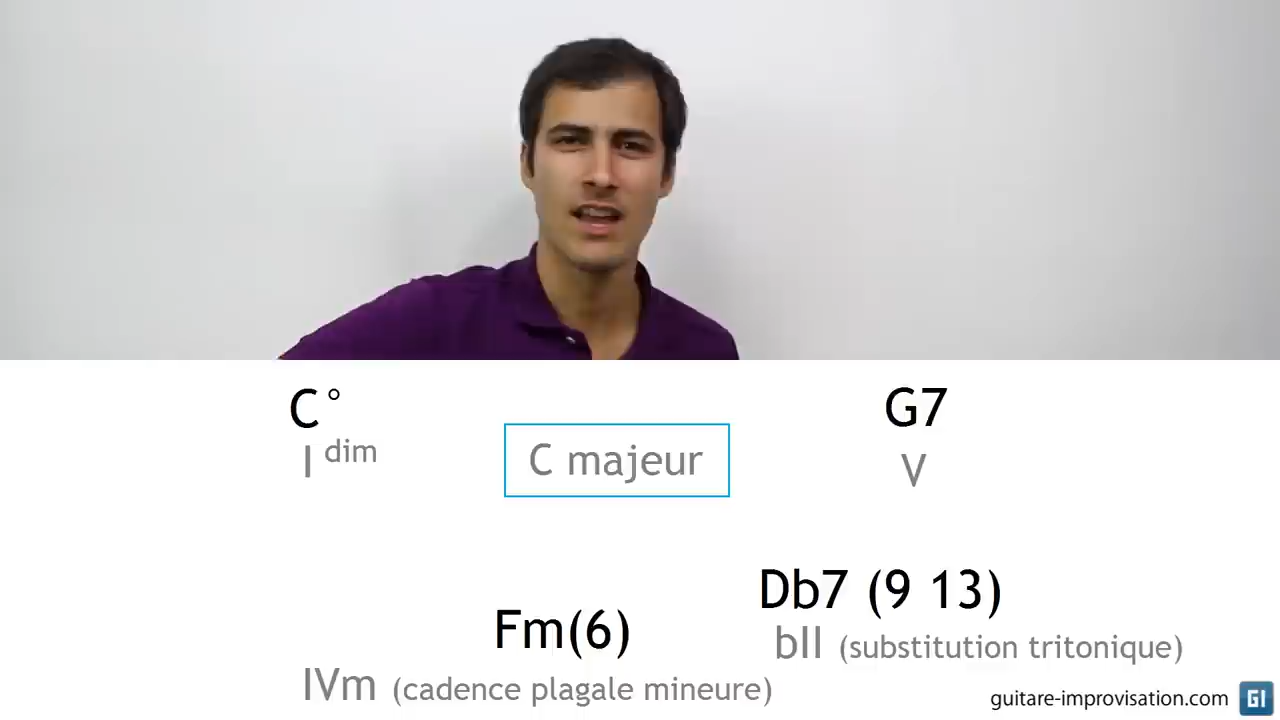 C° G7
I dim C majeur V
Db7 (9 13)
bII (substitution tritonique)
Fm(6)
IVm (cadence plagale mineure)
guitare-improvisation.com GI